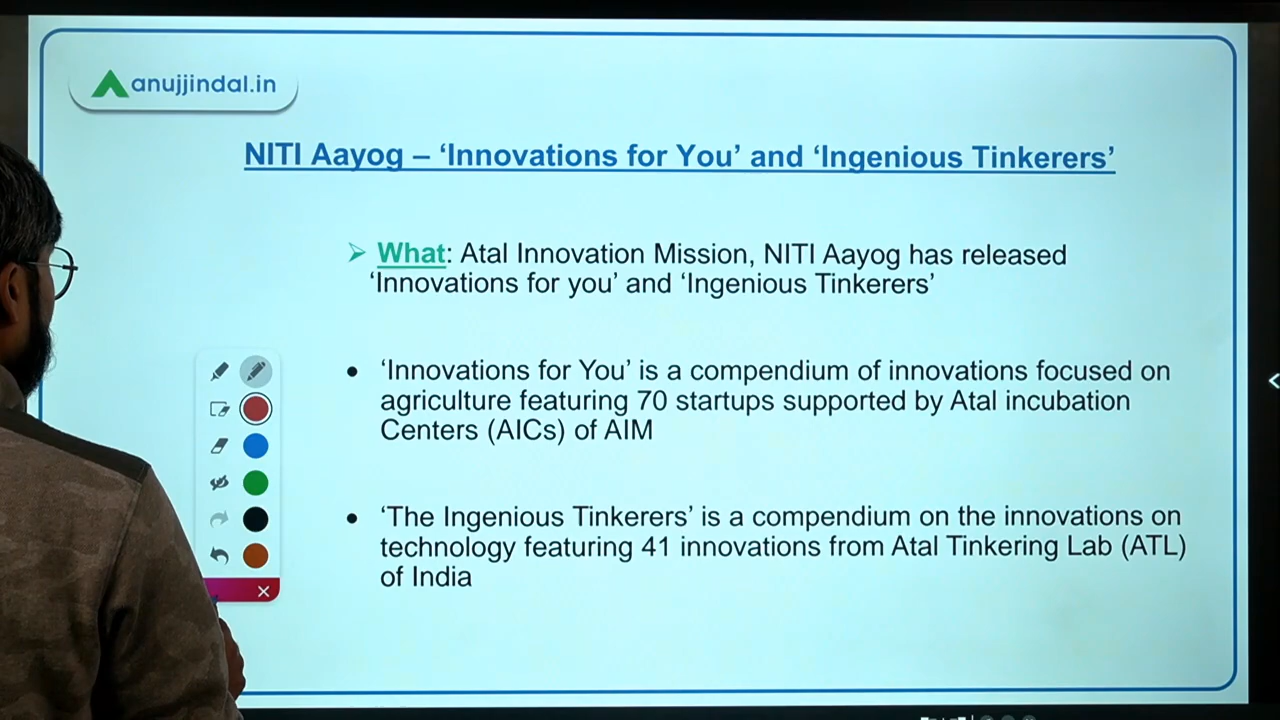 anujjindal.in
NITI Aayog – ‘Innovations for You’ and ‘Ingenious Tinkerers’
What: Atal Innovation Mission, NITI Aayog has released
‘Innovations for you’ and ‘Ingenious Tinkerers’
‘Innovations for You’ is a compendium of innovations focused on
agriculture featuring 70 startups supported by Atal incubation
Centers (AICs) of AIM
‘The Ingenious Tinkerers’ is a compendium on the innovations on
technology featuring 41 innovations from Atal Tinkering Lab (ATL)
of India